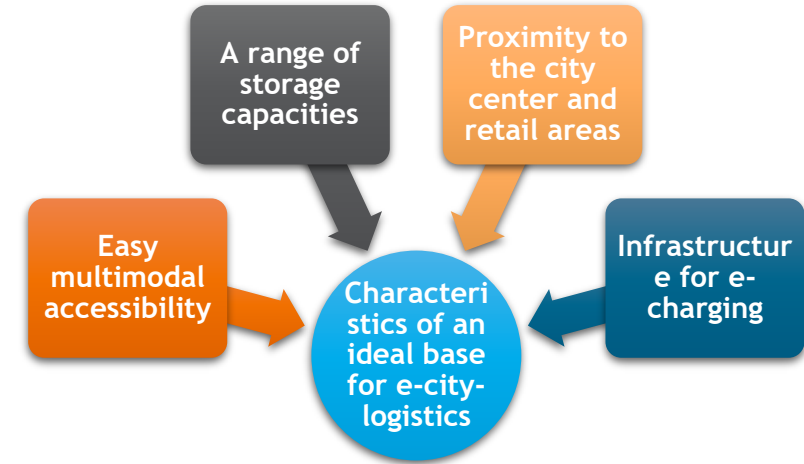 A range of
storage
capacities
Proximity to
the city
center and
retail areas
Easy
multimodal
accessibility
Infrastructur
e for e-
charging
Characteri
stics of an
ideal base
for e-city-
logistics